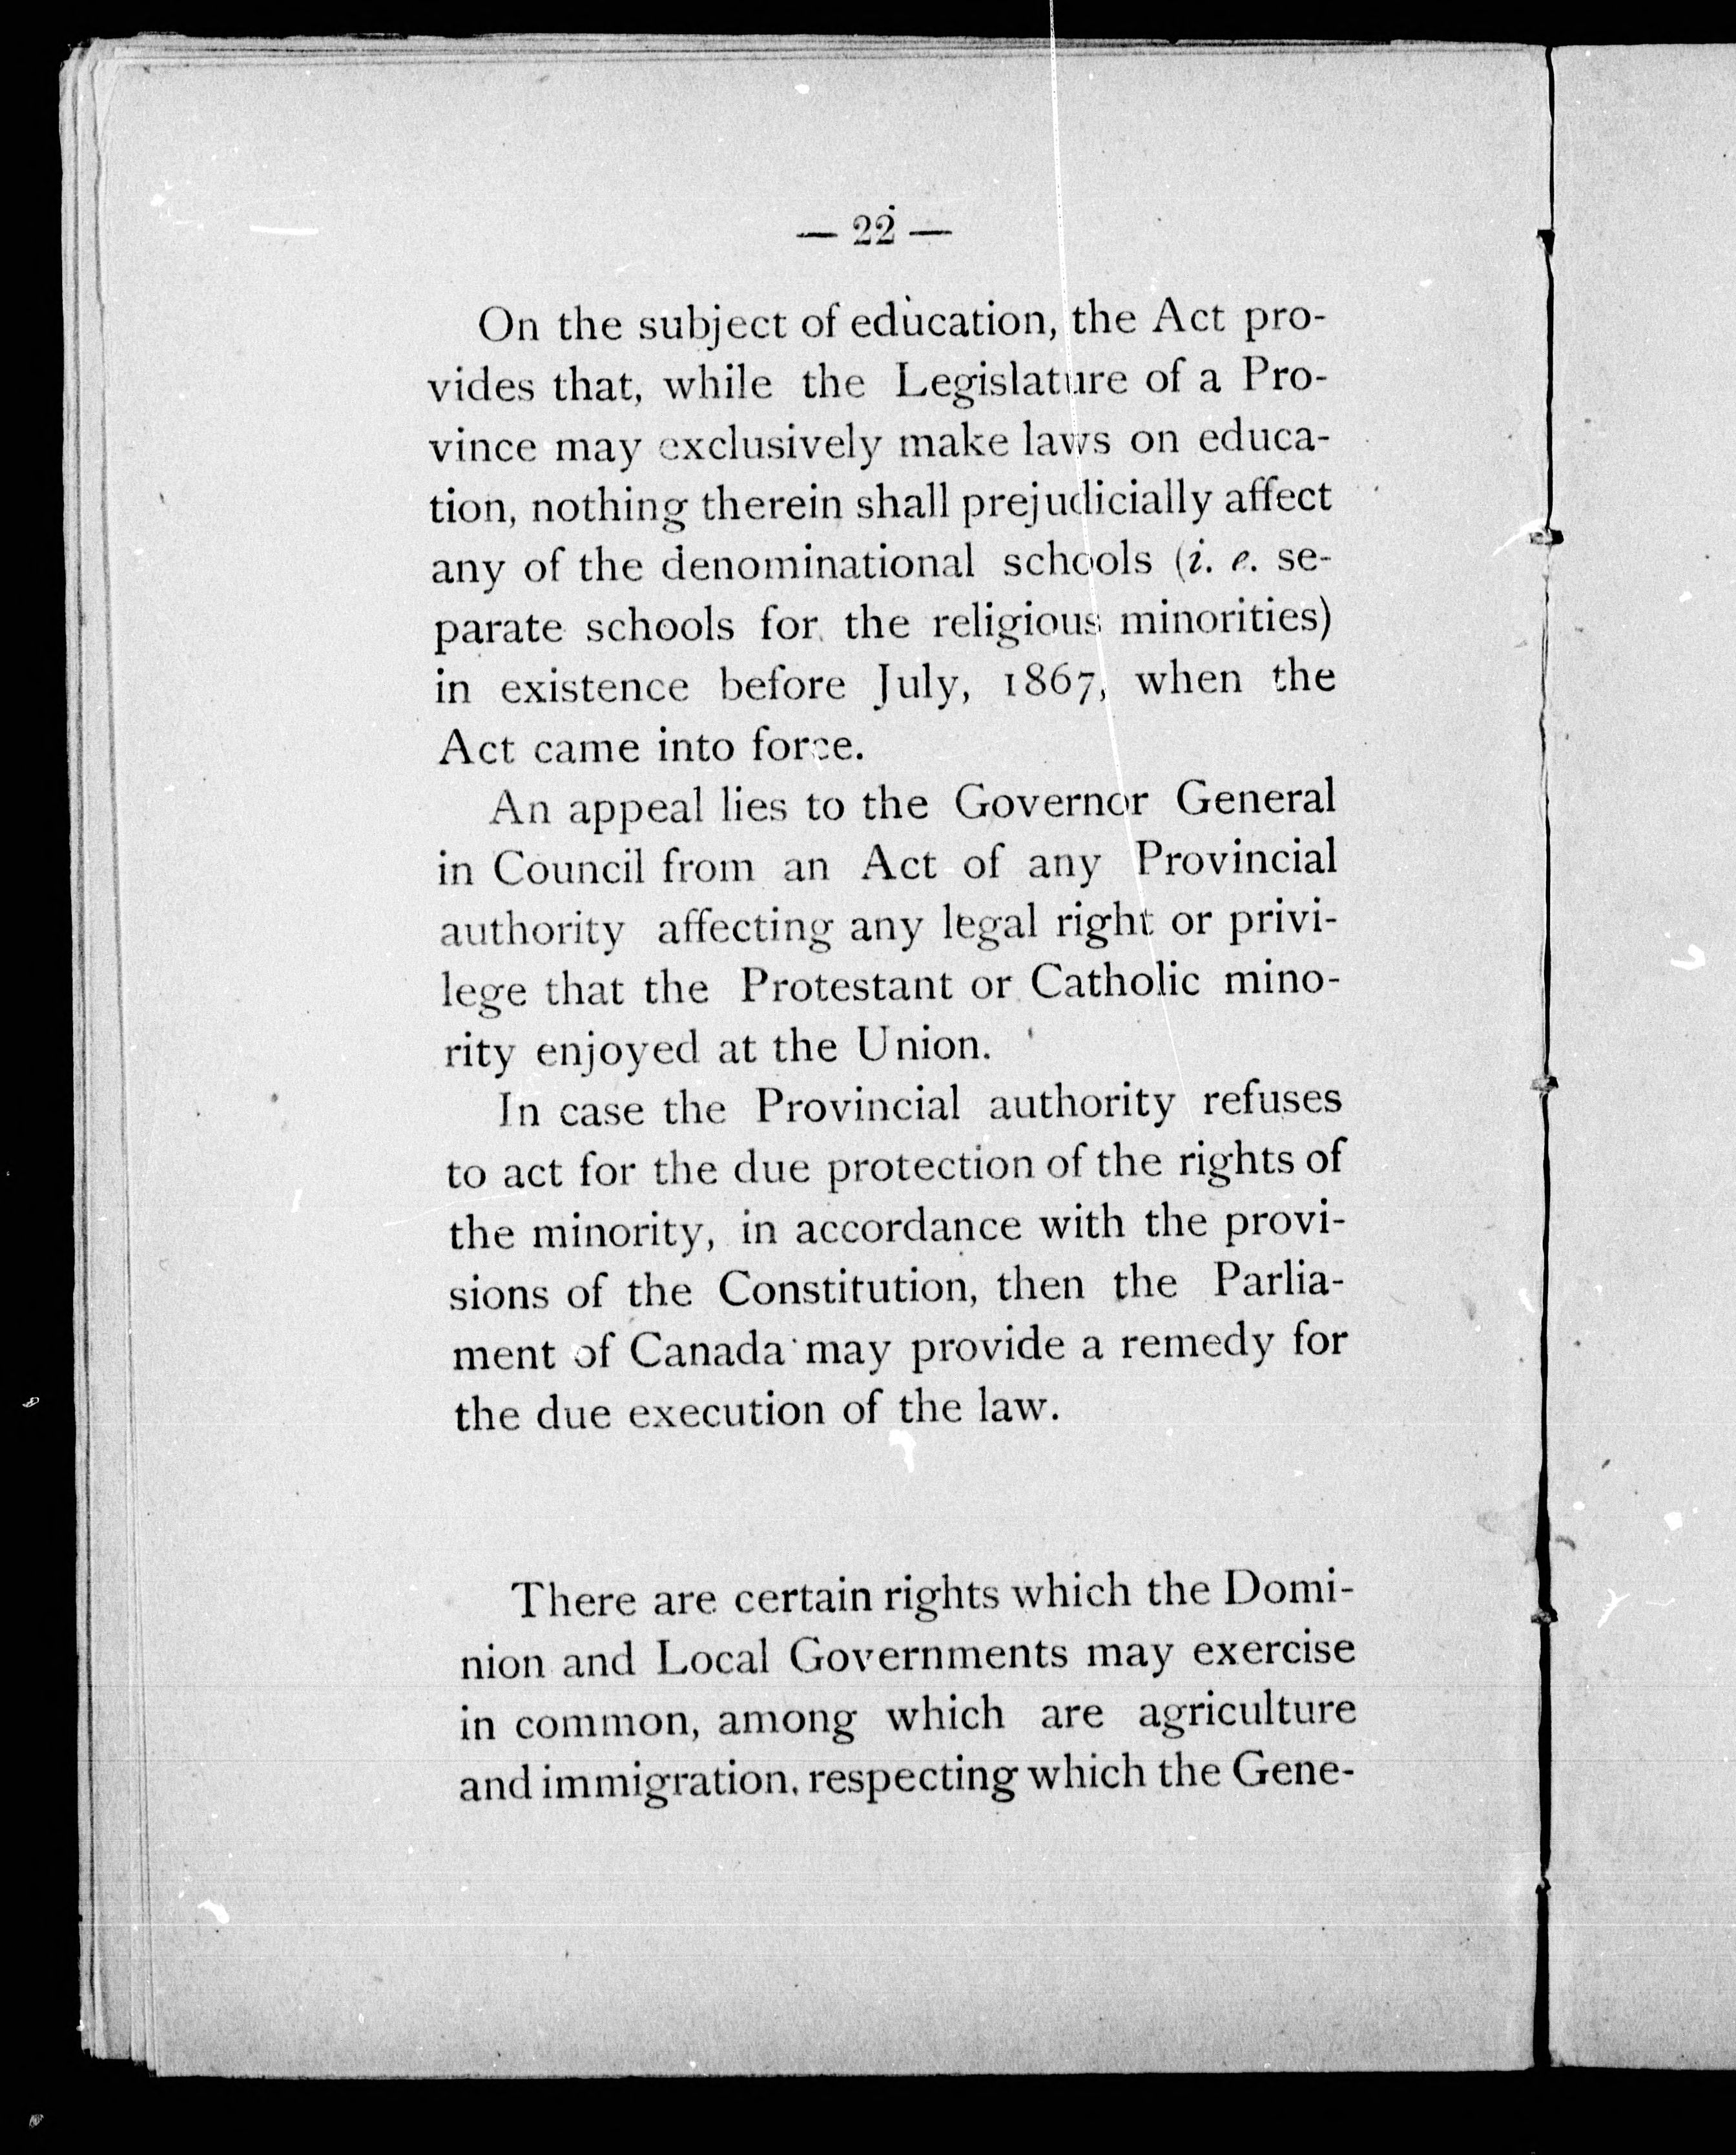 — 22 —
On the subject of education, the Act pro-
vides that, while the Legislature of a Pro-
vince may exclusively make laws on educa-
tion, nothing therein shall prejudicially affect
any of the denominational schools (i. e. se-
parate schools for the religious minorities)
in existence before July, 1867, when the
Act came into force.
An appeal lies to the Governor General
in Council from an Act of any Provincial
authority affecting any legal right or privi-
lege that the Protestant or Catholic mino-
rity enjoyed at the Union.
In case the Provincial authority refuses
to act for the due protection of the rights of
the minority, in accordance with the provi-
sions of the Constitution, then the Parlia-
ment of Canada may provide a remedy for
the due execution of the law.
There are certain rights which the Domi-
nion and Local Governments may exercise
in common, among which are agriculture
and immigration, respecting which the Gene-